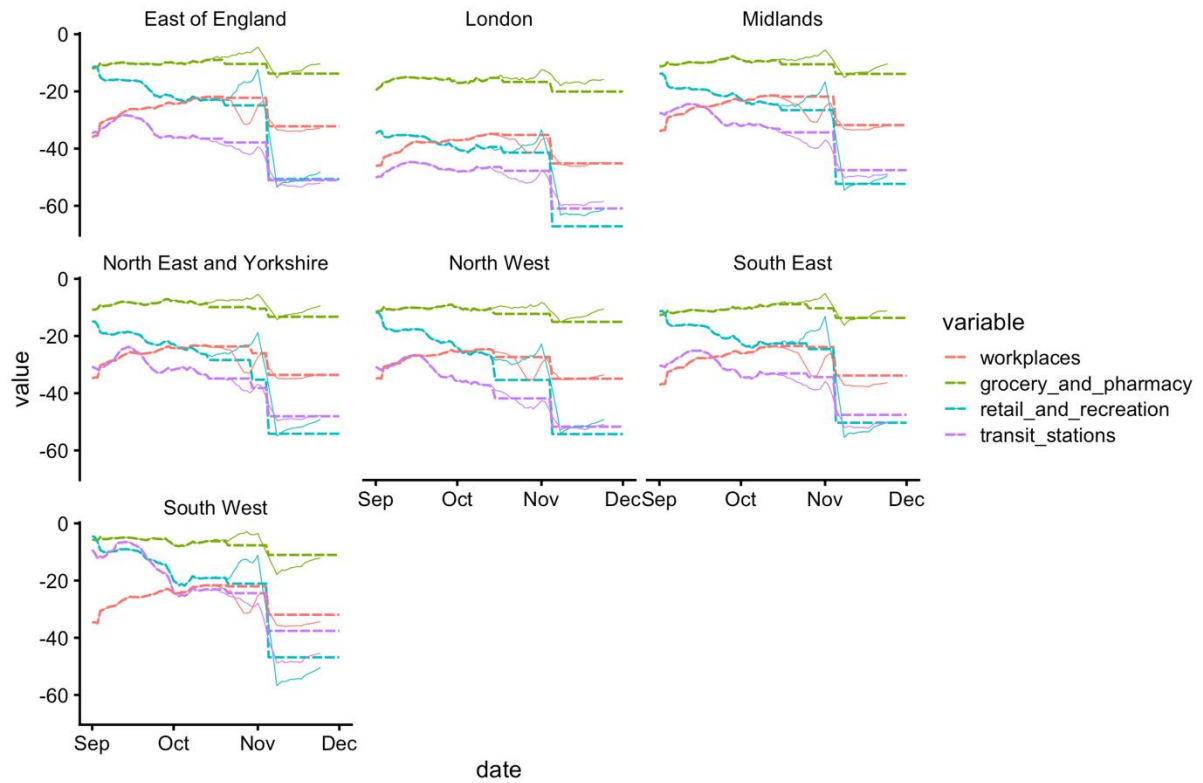 East of England
London
Midlands
0
-20
-40
-60
North East and Yorkshire
North West
South East
0
-20
-40
-60
Sep
Oct
Nov
Dec
Sep
Oct
Nov
Dec
South West
0
-20
-40
-60
Sep
Oct
Nov
Dec
value
date
variable
workplaces
grocery_and_pharmacy
retail_and_recreation
transit_stations